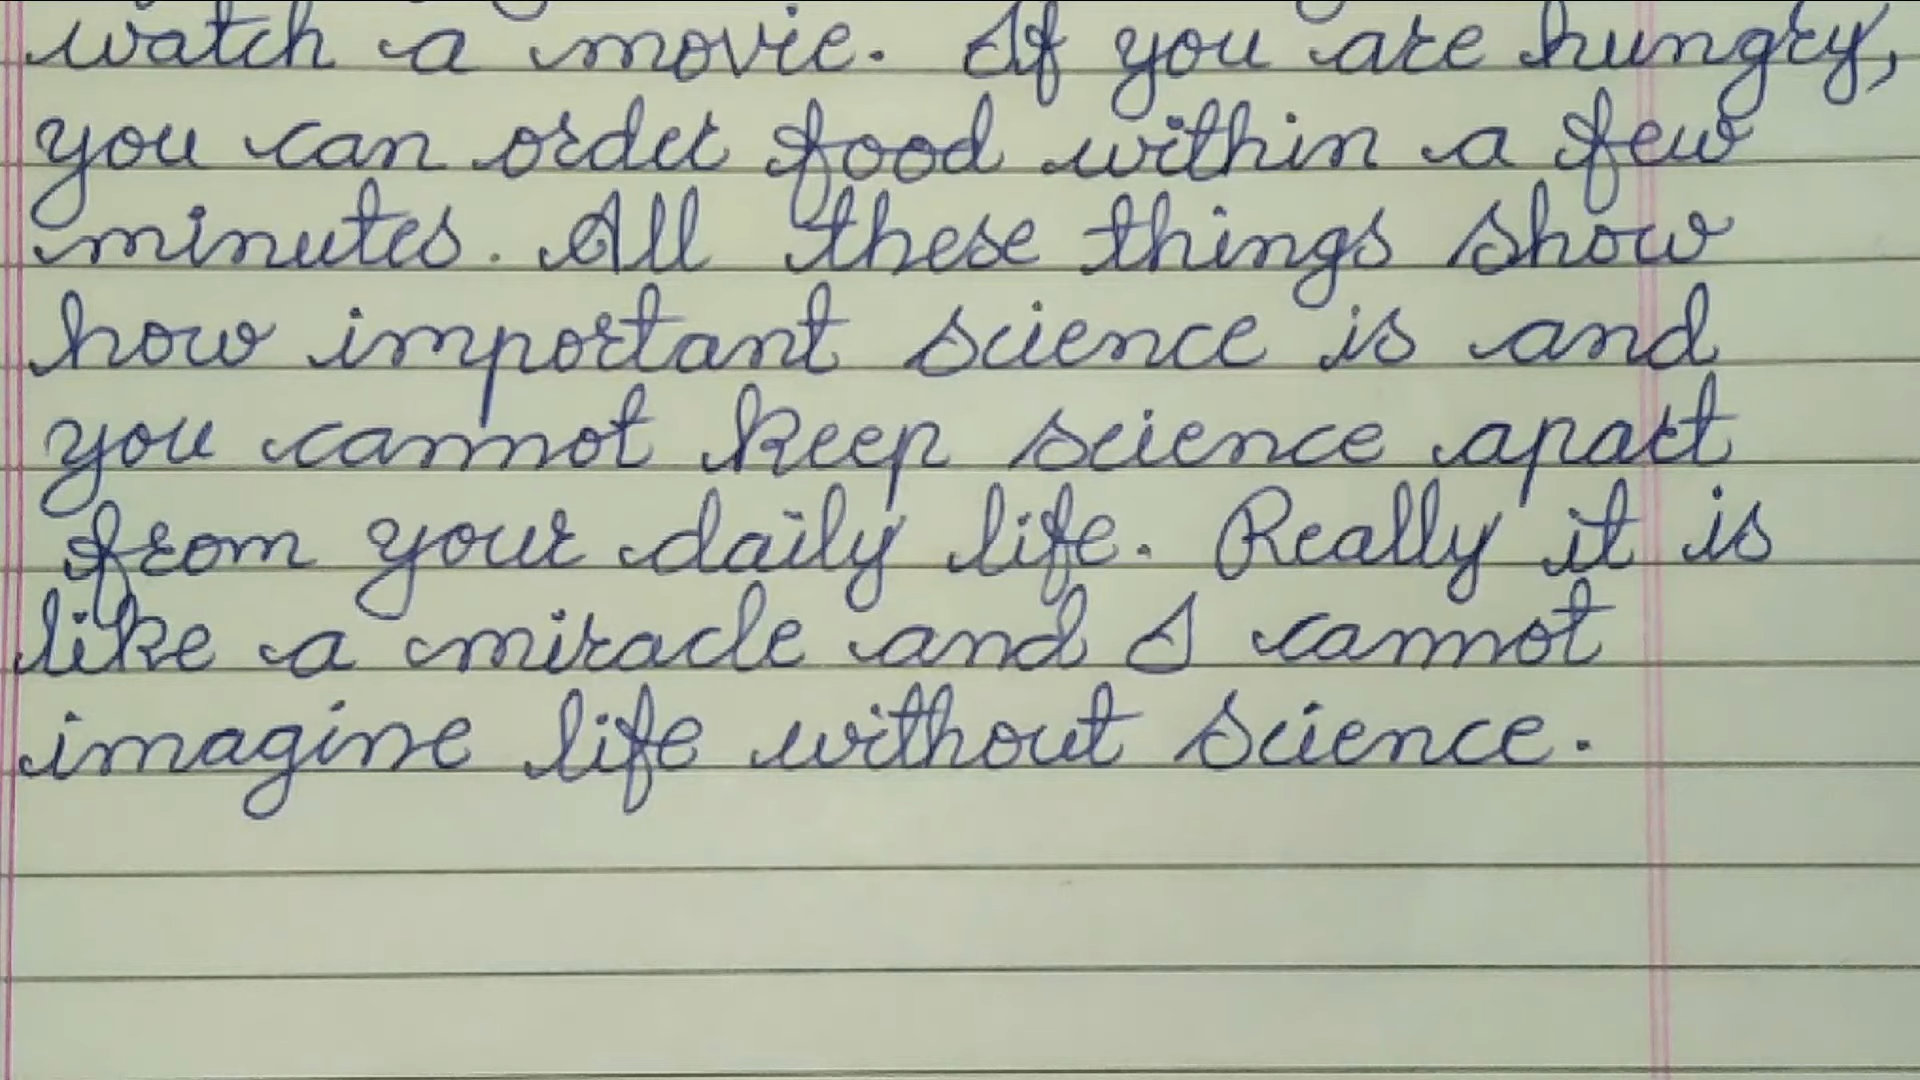 watch a movie. If you are hungry,
you can order food within a few
minutes. All these things show
how important science is and
you cannot keep science apart
from your daily life. Really it is
like a miracle and I cannot
imagine life without science.